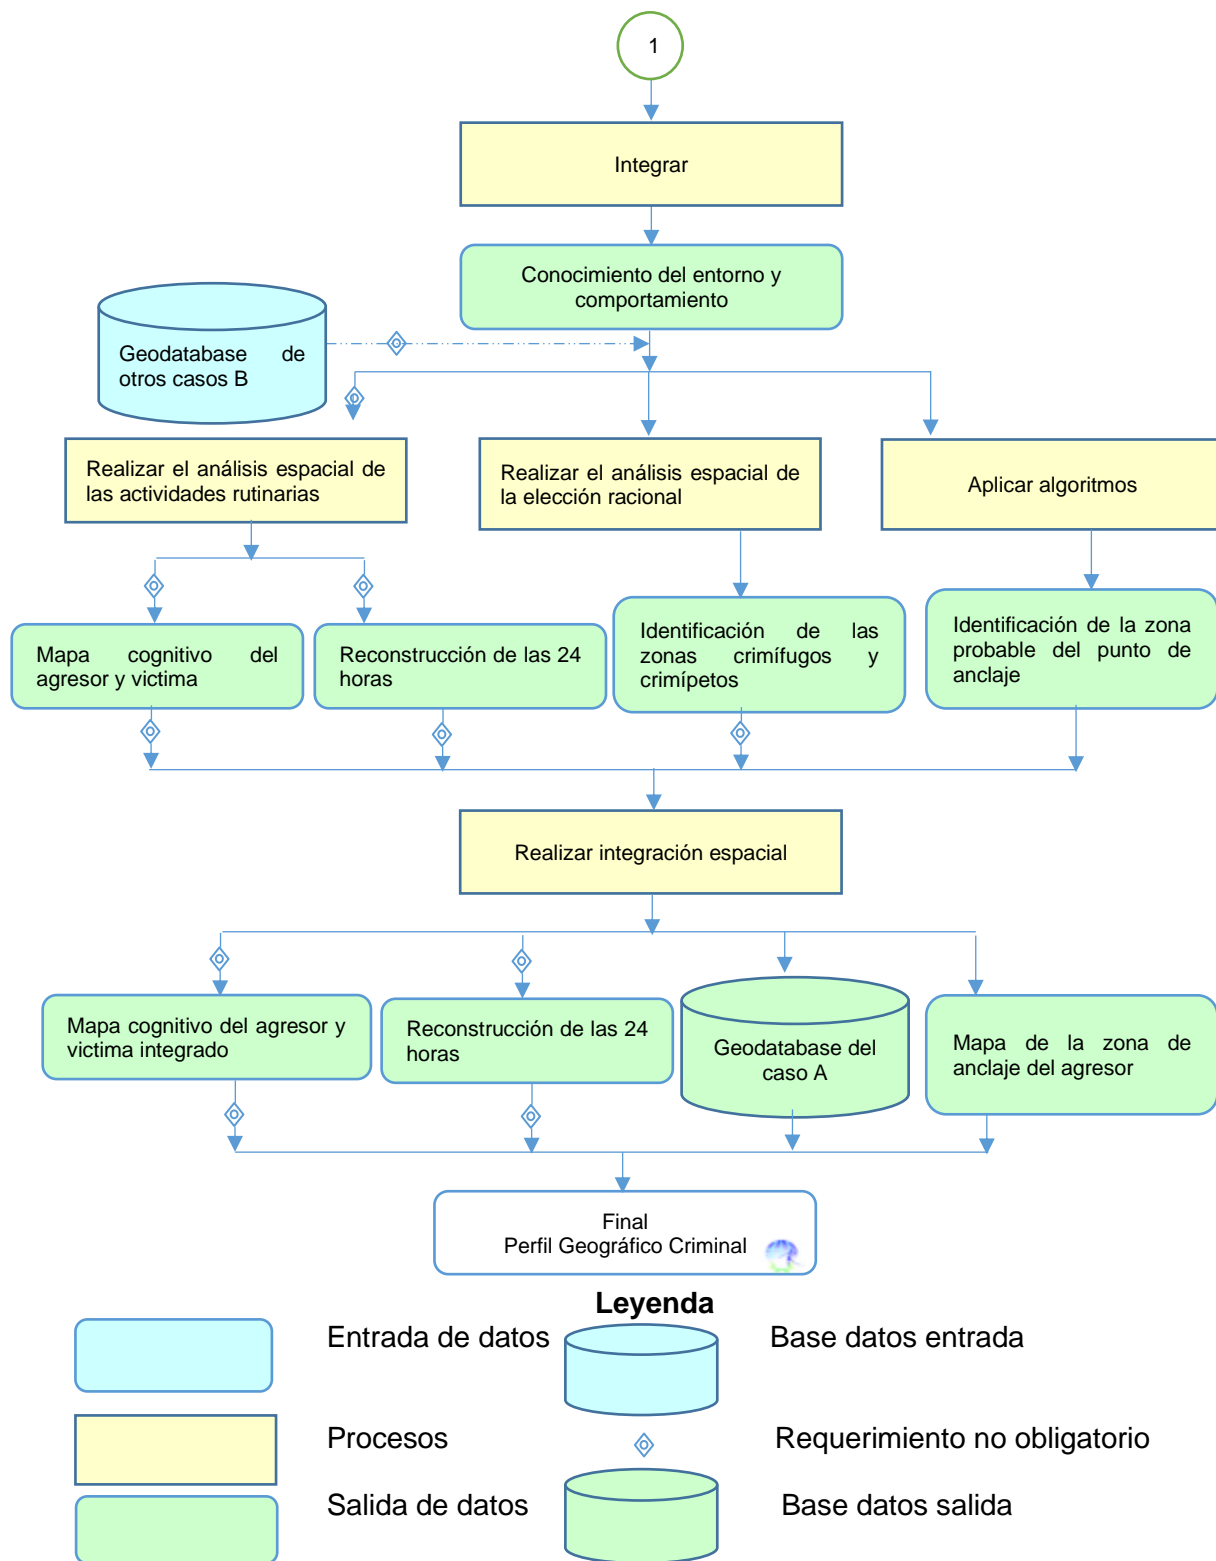 1
Integrar
Conocimiento del entorno y
comportamiento
Geodatabase de
otros casos B
Realizar el análisis espacial de
las actividades rutinarias
Realizar el análisis espacial de
la elección racional
Aplicar algoritmos
Mapa cognitivo del
agresor y victima
Reconstrucción de las 24
horas
Identificación de las
zonas crimífugos y
crimípetos
Identificación de la zona
probable del punto de
anclaje
Realizar integración espacial
Mapa cognitivo del agresor y
victima integrado
Reconstrucción de las 24
horas
Geodatabase del
caso A
Mapa de la zona de
anclaje del agresor
Final
Perfil Geográfico Criminal
Leyenda
Entrada de datos
Base datos entrada
Procesos
Requerimiento no obligatorio
Salida de datos
Base datos salida